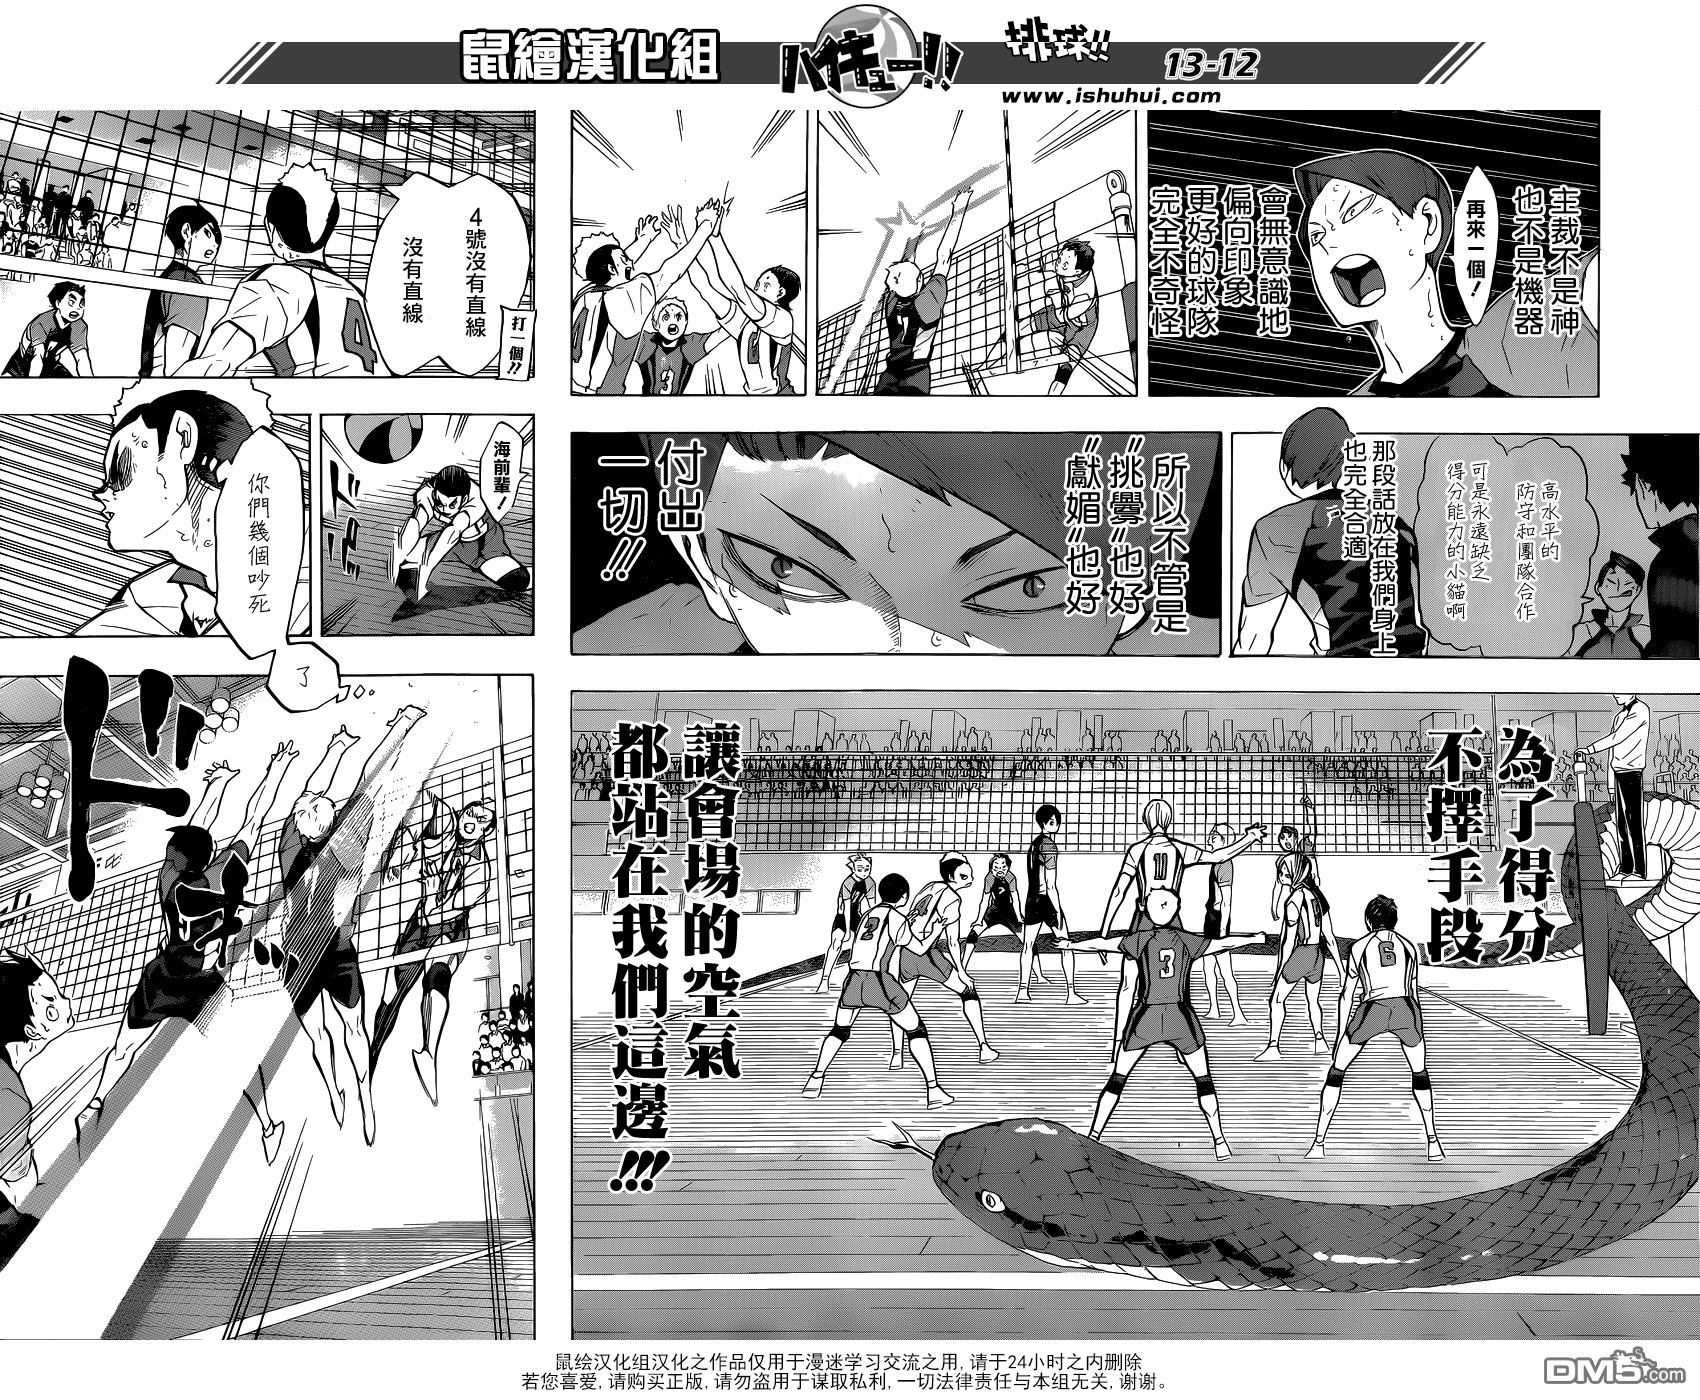 鼠繪漢化組
ハイキュー!!
排球!!
13-12
www.ishuhui.com
主裁不是神
也不是機器
再來一個!
會無意識地
偏向印象
更好的球隊
完全不奇怪
高水平的
防守和團隊合作
可是永遠缺乏
得分能力的小貓啊
那段話放在我們身上
也完全合適
所以不管是
"挑釁"也好
"獻媚"也好
付出
一切!!!
為了得分
不擇手段
讓會場的空氣
都站在我們這邊!!!
打一個!!
4號沒有直線
沒有直線
海前輩!
你們幾個吵死
了
鼠绘汉化组汉化之作品仅用于漫迷学习交流之用,请于24小时之内删除
若您喜爱,请购买正版,请勿盗用于谋取私利,一切法律责任与本组无关,谢谢。
DM5.com